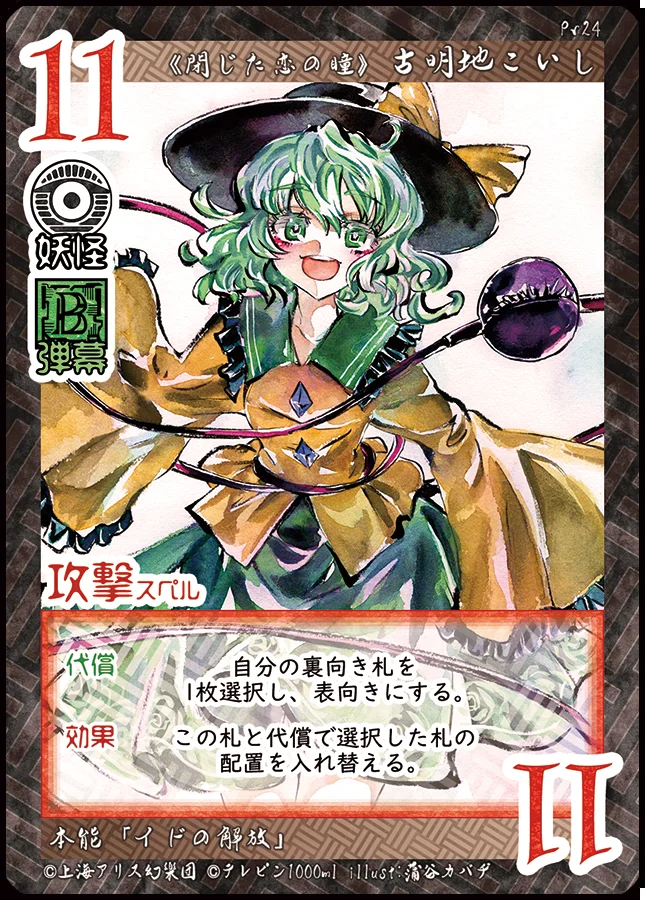 Pr24
11
《閉じた恋の瞳》 古明地こいし
妖怪
B
弾幕
攻撃スペル
代償
自分の裏向き札を
1枚選択し、表向きにする。
効果
この札と代償で選択した札の
配置を入れ替える。
11
本能「イドの解放」
©上海アリス幻樂団 ©テレピン1000ml illust:蒲谷カバヂ